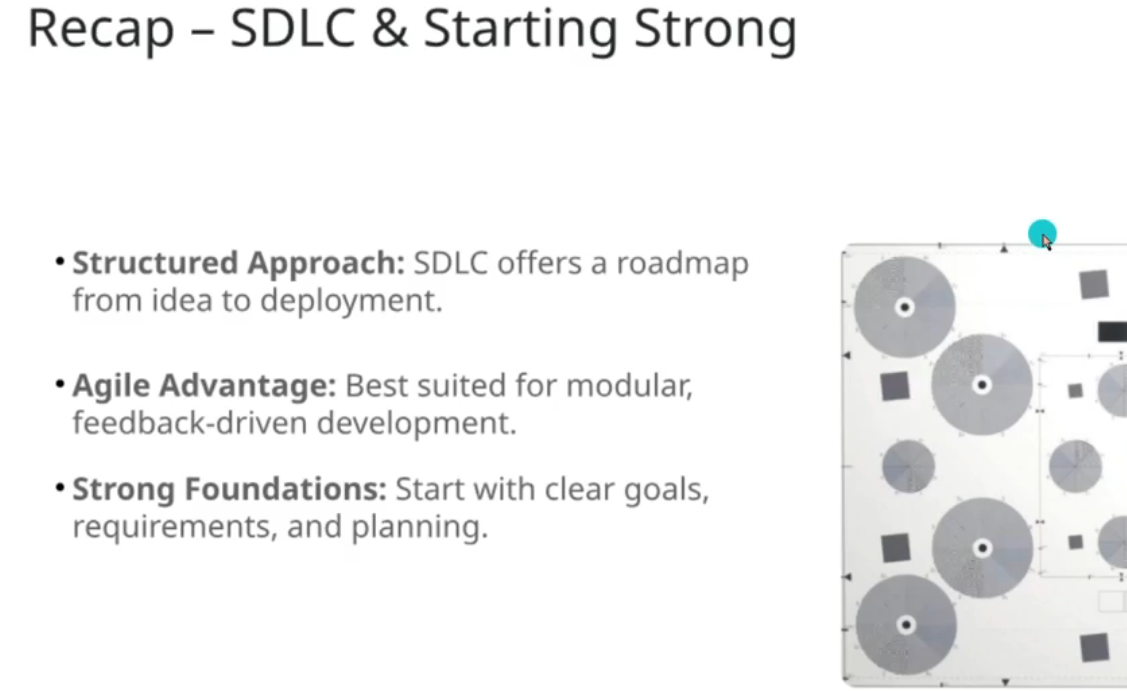 Recap – SDLC & Starting Strong
• Structured Approach: SDLC offers a roadmap
from idea to deployment.
• Agile Advantage: Best suited for modular,
feedback-driven development.
• Strong Foundations: Start with clear goals,
requirements, and planning.